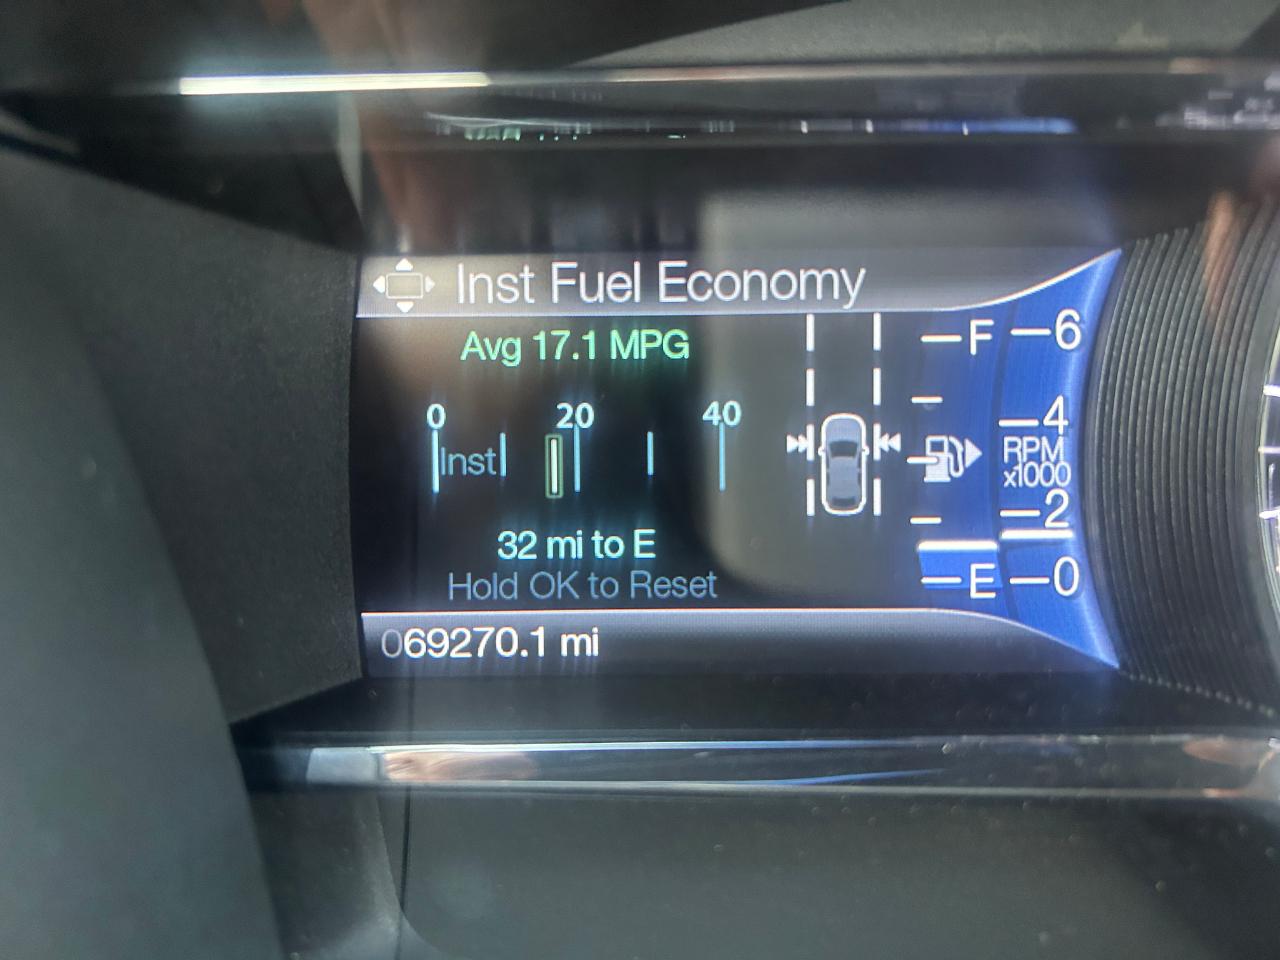 Inst Fuel Economy
Avg 17.1 MPG
0 20 40
Inst
32 mi to E
Hold OK to Reset
069270.1 mi
F
E
6
4
RPM
x1000
2
0